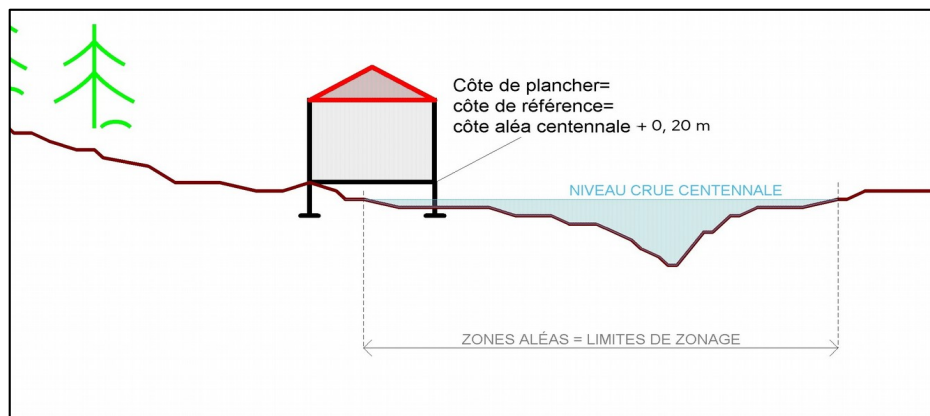 Côte de plancher=
côte de référence=
côte aléa centennale + 0, 20 m
NIVEAU CRUE CENTENNALE
ZONES ALÉAS = LIMITES DE ZONAGE